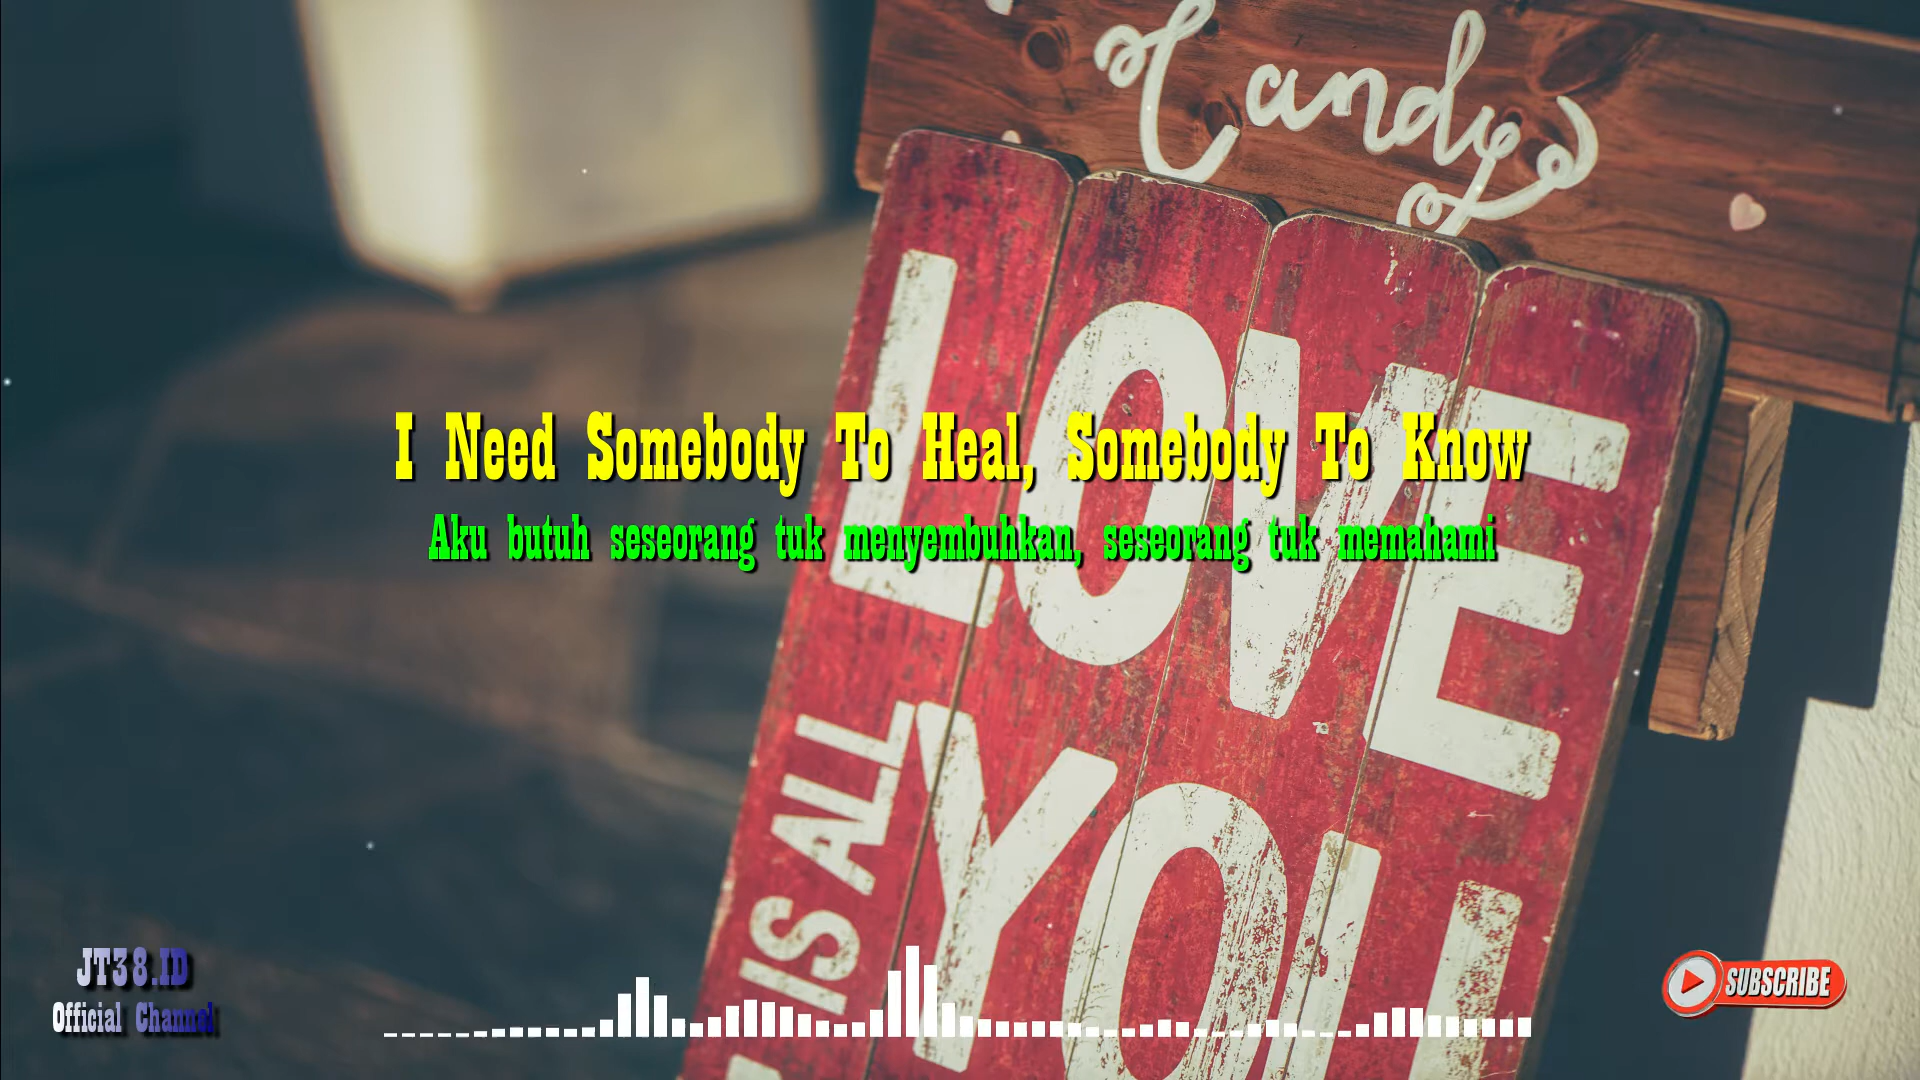 Candy
LOVE
I Need Somebody To Heal, Somebody To Know
Aku butuh seseorang tuk menyembuhkan, seseorang tuk memahami
IS ALL
YOU
JT38.ID
Official Channel
SUBSCRIBE